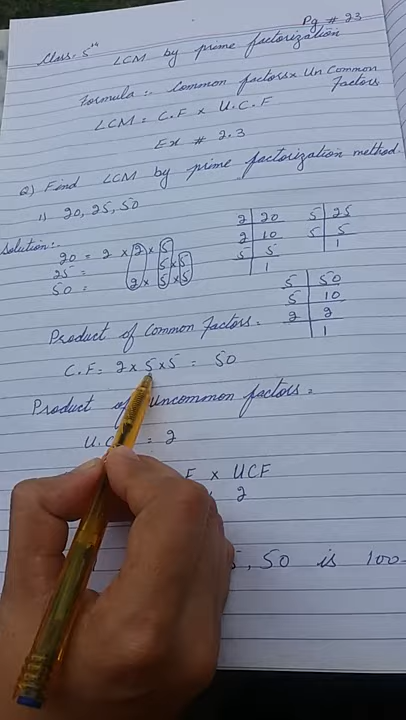 Pg # 23
Class: 5th LCM by prime factorization
Formula:- Common factors x Un Common Factors
LCM = C.F x U.C.F
Ex # 2.3
Q) Find LCM by prime factorization method.
i) 20, 25, 50
Solution:-
20 = 2 x 2 x 5
25 = 5 x 5
50 = 2 x 5 x 5
2 | 20
2 | 10
5 | 5
1
5 | 25
5 | 5
1
5 | 50
5 | 10
2 | 2
1
Product of Common Factors =
C.F = 2 x 5 x 5 = 50
Product of Uncommon factors =
U.C = 2
F x UCF
2
5, 50 is 100